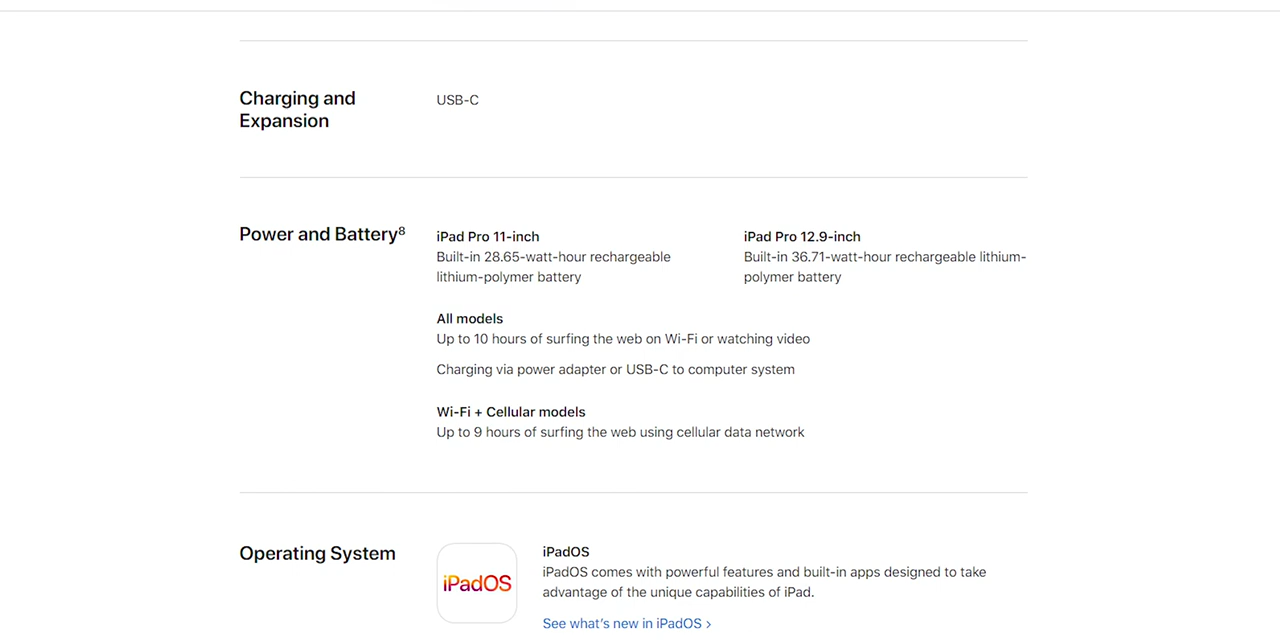 Charging and
Expansion
USB-C
Power and Battery⁸
iPad Pro 11-inch
Built-in 28.65-watt-hour rechargeable
lithium-polymer battery
iPad Pro 12.9-inch
Built-in 36.71-watt-hour rechargeable lithium-
polymer battery
All models
Up to 10 hours of surfing the web on Wi-Fi or watching video
Charging via power adapter or USB-C to computer system
Wi-Fi + Cellular models
Up to 9 hours of surfing the web using cellular data network
Operating System
iPadOS
iPadOS
iPadOS comes with powerful features and built-in apps designed to take
advantage of the unique capabilities of iPad.
See what's new in iPadOS >